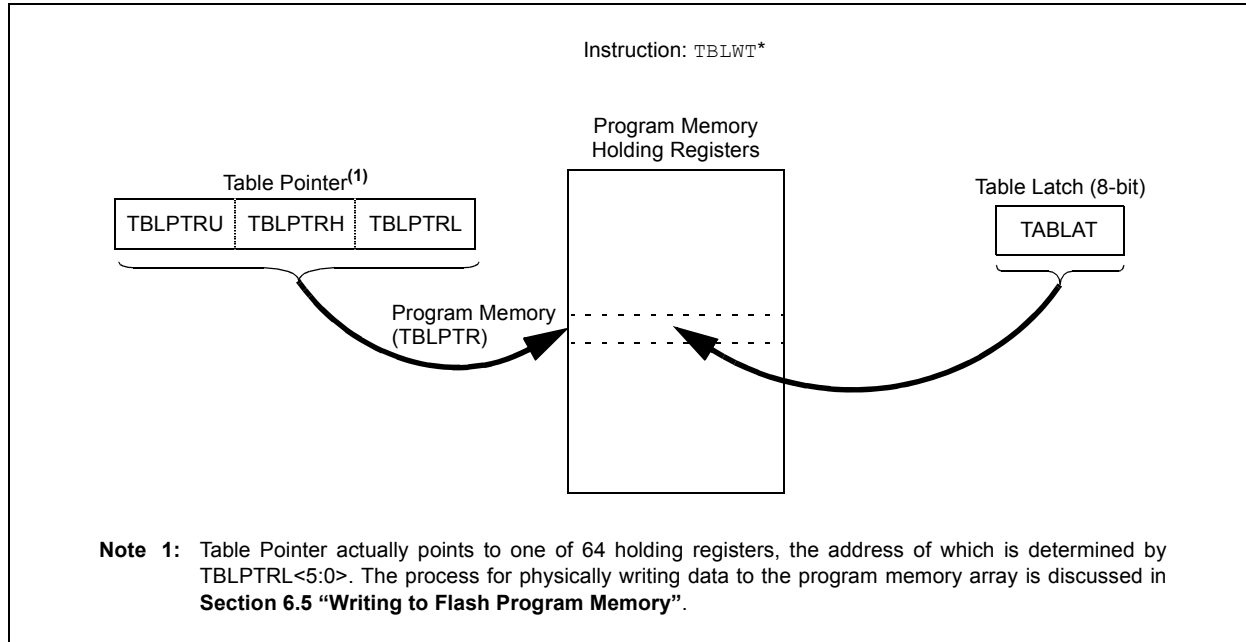 Instruction: TBLWT*
Program Memory
Holding Registers
Table Pointer(1)
Table Latch (8-bit)
TBLPTRU TBLPTRH TBLPTRL
TABLAT
Program Memory
(TBLPTR)
Note 1: Table Pointer actually points to one of 64 holding registers, the address of which is determined by
TBLPTRL<5:0>. The process for physically writing data to the program memory array is discussed in
Section 6.5 “Writing to Flash Program Memory”.